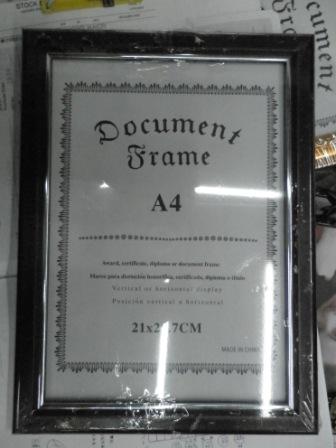 STOCK
Document
Frame
A4
Award, certificate, diploma or document frame
Marco para distinción honorífica, certificado, diploma o título
Vertical or horizontal display
Posición vertical o horizontal
21x29.7CM
MADE IN CHINA